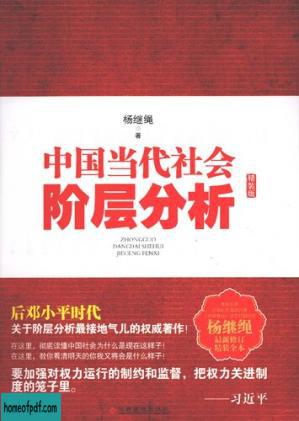 杨继绳
著
中国当代社会
阶层分析
精装版
ZHONGGUO
DANGDAI SHEHUI
JIECENG FENXI
后邓小平时代
关于阶层分析最接地气儿的权威著作!
在这里,彻底读懂中国社会为什么是现在这样子!
在这里,教你看清明天的你我又将会是什么样子!
杨继绳
最新修订
精装全本
要加强对权力运行的制约和监督,把权力关进制
度的笼子里。
——习近平
homeofpdf.com